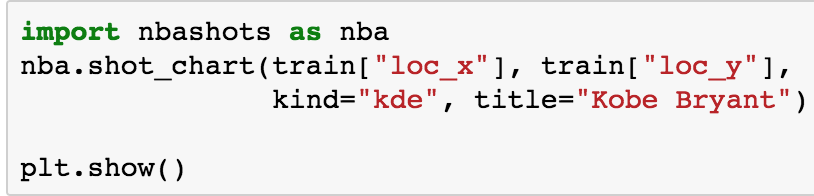 import nbashots as nba
nba.shot_chart(train["loc_x"], train["loc_y"],
               kind="kde", title="Kobe Bryant")

plt.show()